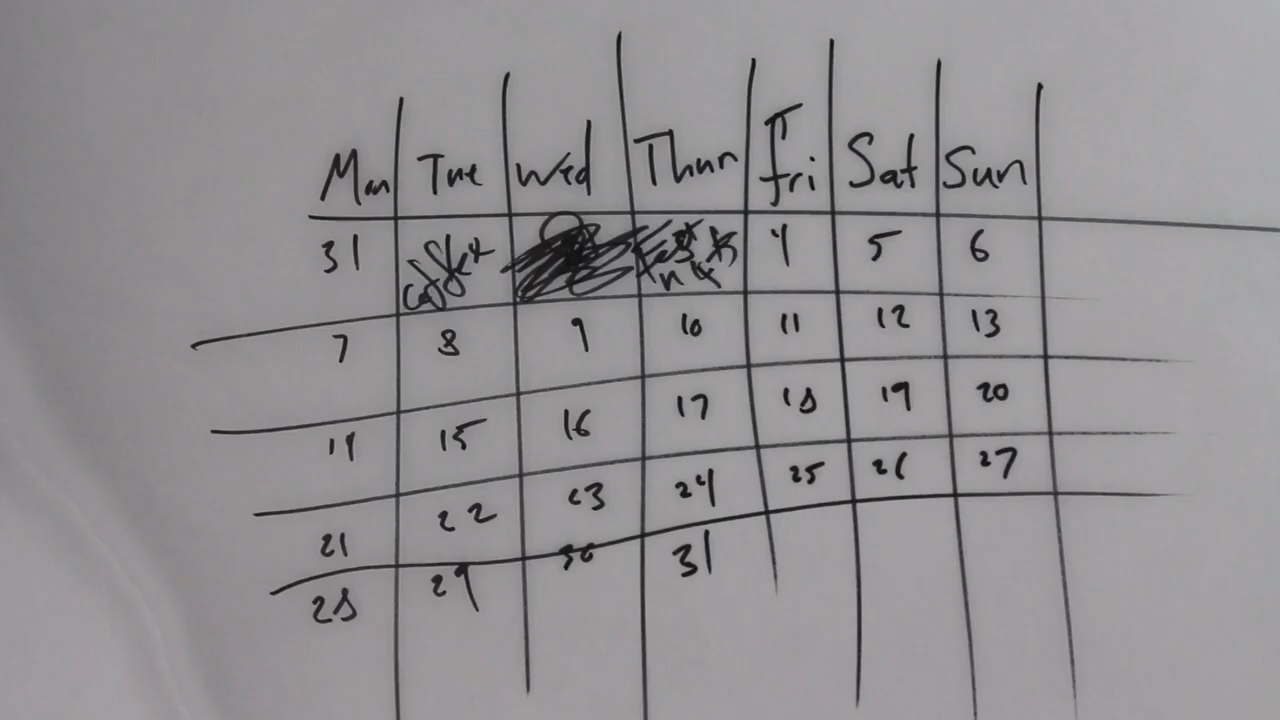 Mon Tue Wed Thur Fri Sat Sun
31 4 5 6
7 8 9 10 11 12 13
14 15 16 17 18 19 20
21 22 23 24 25 26 27
28 29 30 31